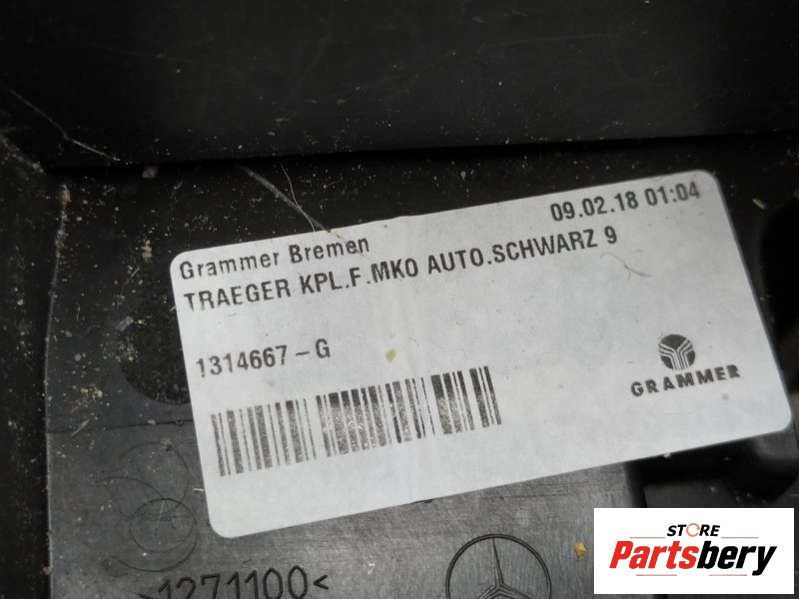 Grammer Bremen 09.02.18 01:04
TRAEGER KPL.F.MKO AUTO.SCHWARZ 9
1314667-G
GRAMMER
>1271100<
STORE
Partsbery